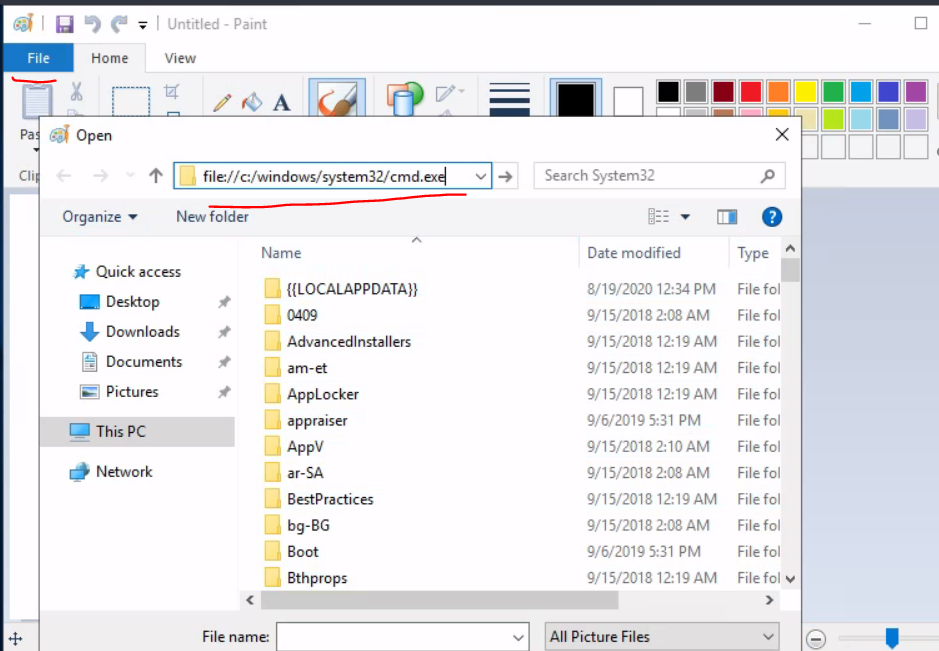 Untitled - Paint
File Home View
A
Open
file://c:/windows/system32/cmd.exe
Search System32
Organize New folder
?
Name Date modified Type
Quick access
Desktop
Downloads
Documents
Pictures
This PC
Network
{{LOCALAPPDATA}} 8/19/2020 12:34 PM File fol
0409 9/15/2018 2:08 AM File fol
AdvancedInstallers 9/15/2018 12:19 AM File fol
am-et 9/15/2018 12:19 AM File fol
AppLocker 9/15/2018 12:19 AM File fol
appraiser 9/6/2019 5:31 PM File fol
AppV 9/15/2018 2:10 AM File fol
ar-SA 9/15/2018 2:08 AM File fol
BestPractices 9/15/2018 12:19 AM File fol
bg-BG 9/15/2018 2:08 AM File fol
Boot 9/6/2019 5:31 PM File fol
Bthprops 9/15/2018 12:19 AM File fol
File name: All Picture Files